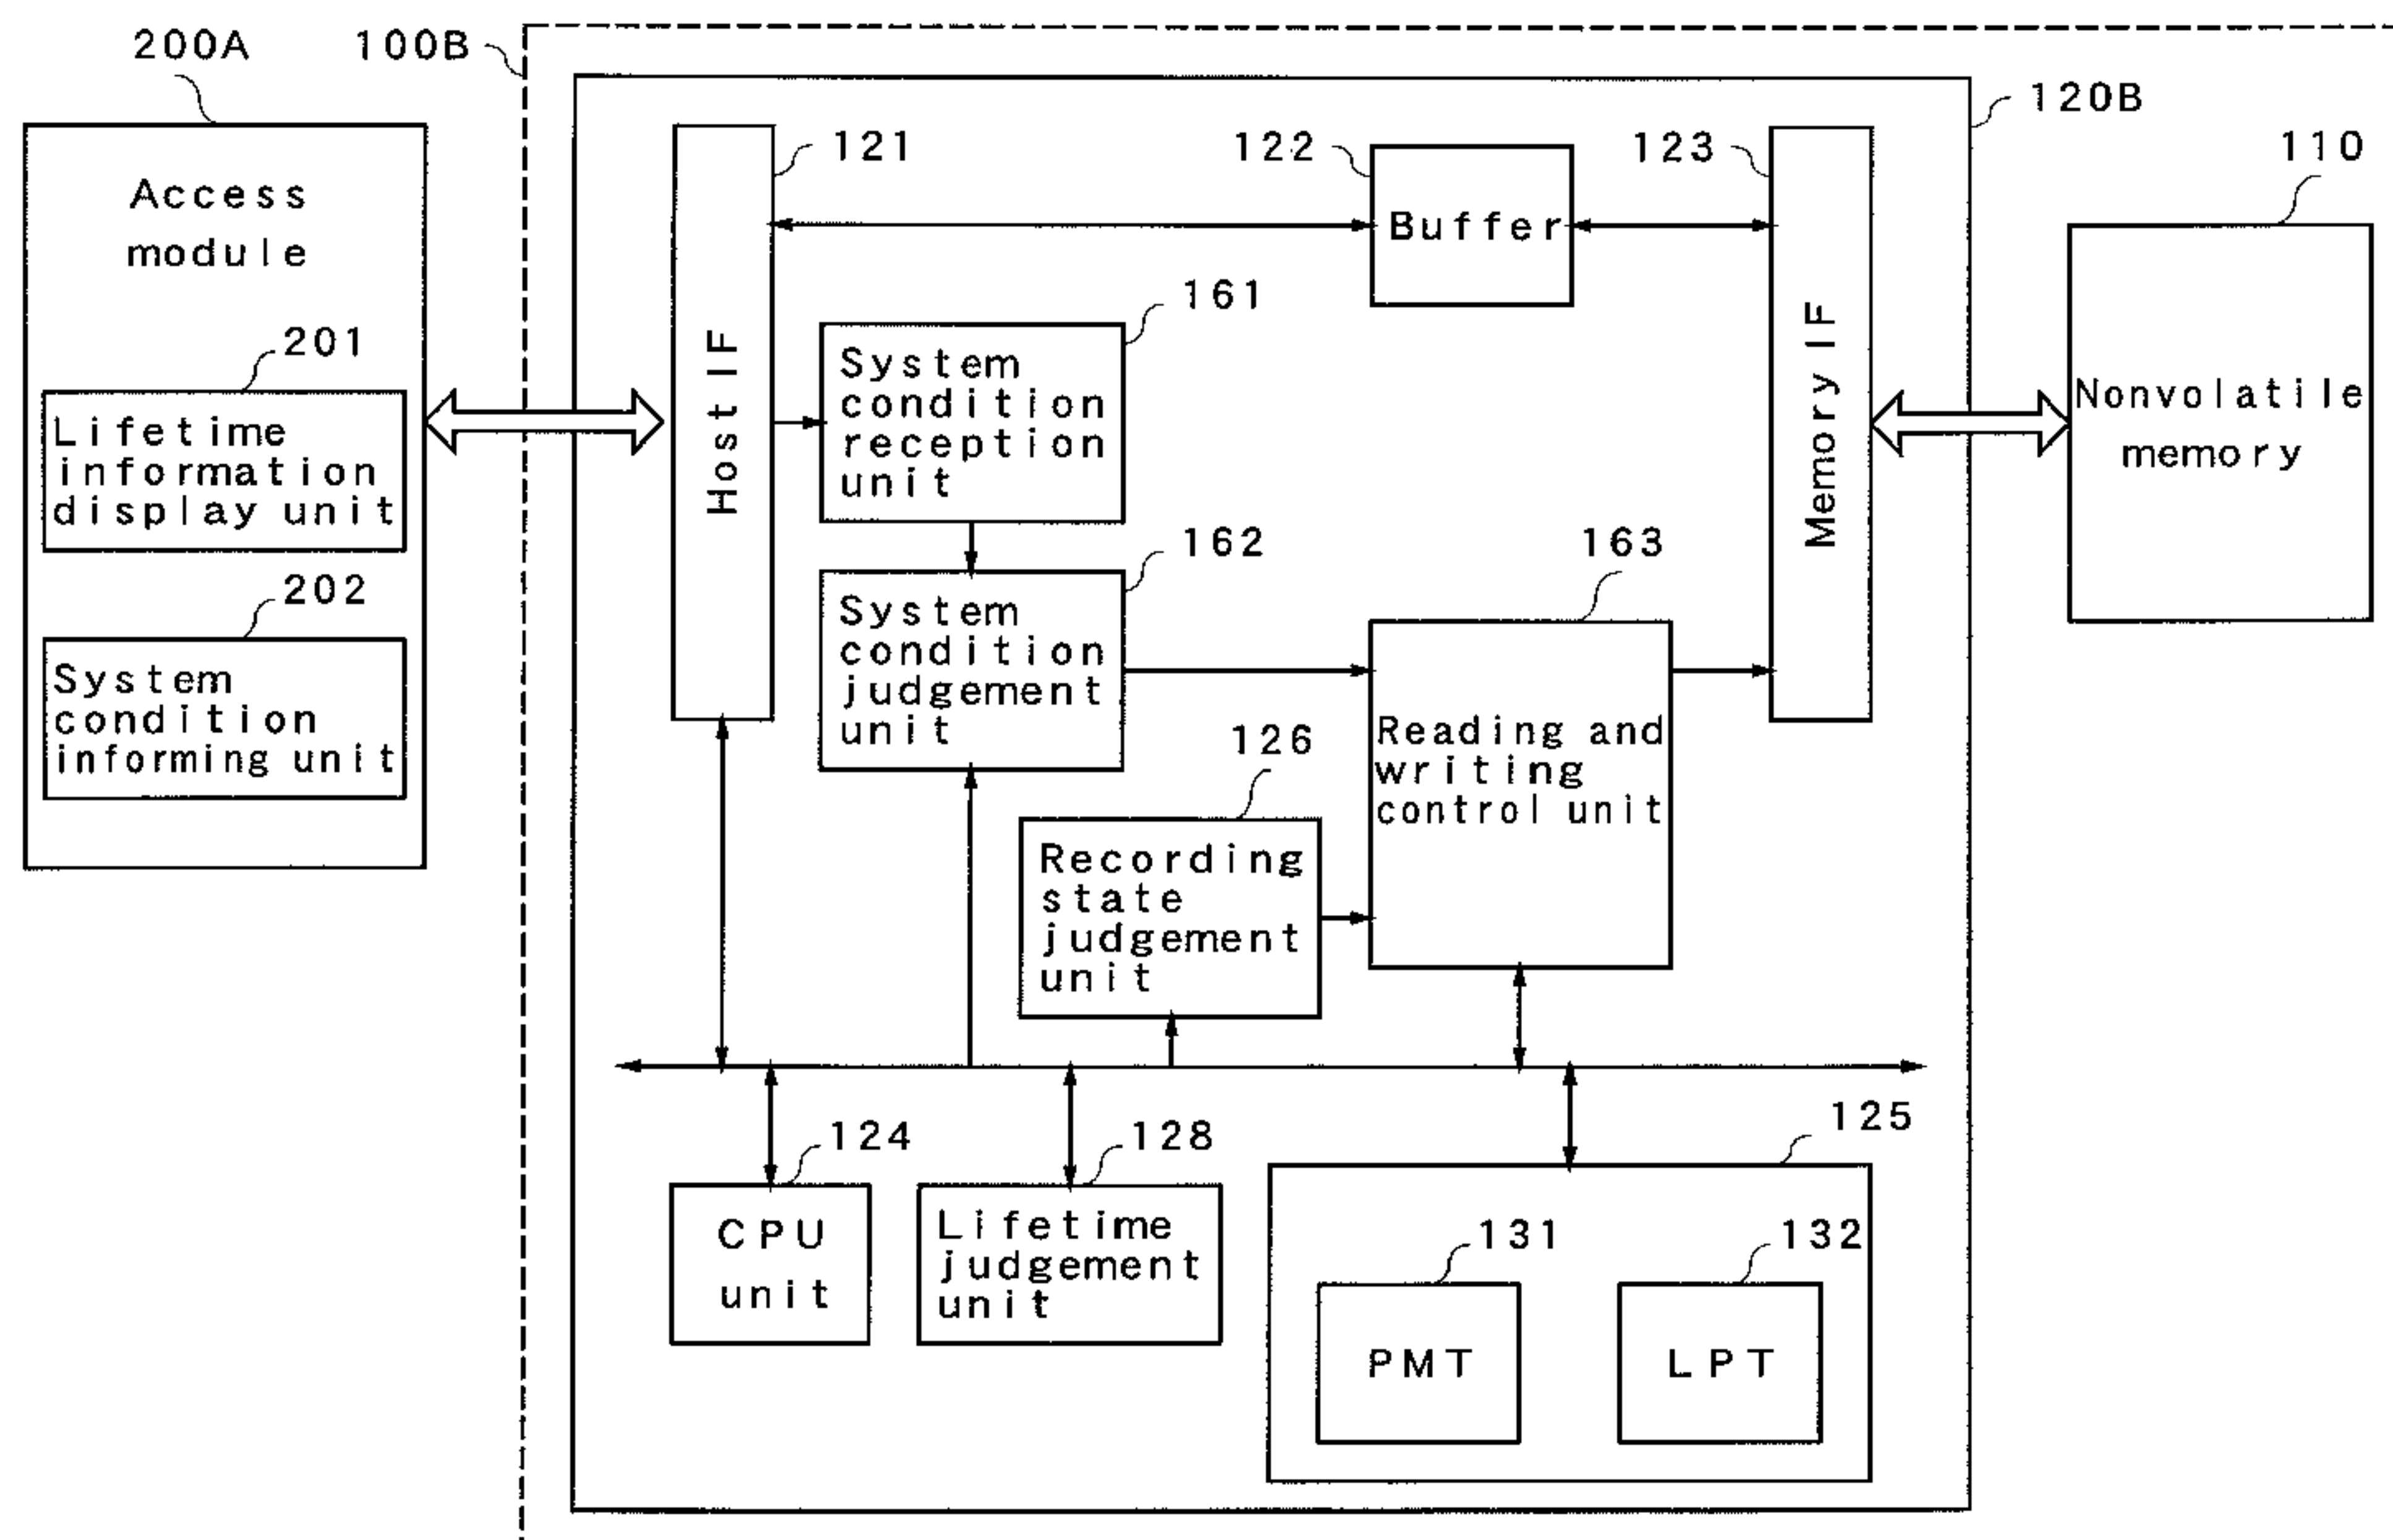 200A
100B
120B
121
122
123
110
Access
module
Buffer
161
201
Host IF
System
condition
reception
unit
Memory IF
Nonvolatile
memory
Lifetime
information
display unit
162
163
202
System
condition
judgement
unit
System
condition
informing unit
126
Reading and
writing
control unit
Recording
state
judgement
unit
124
128
125
CPU
unit
Lifetime
judgement
unit
131
132
PMT
LPT